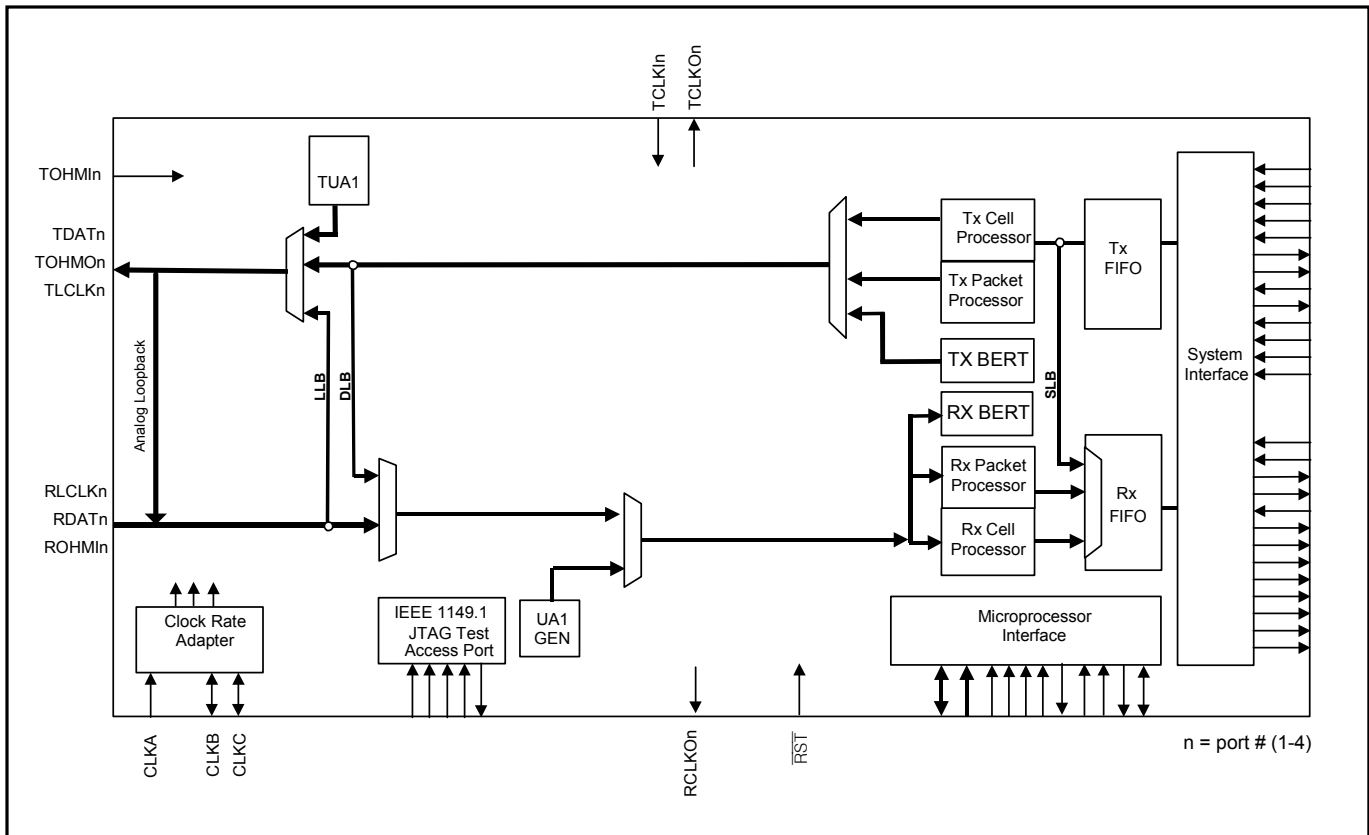 TCLKIn
TCLKOn
TOHMIn
TUA1
TDATn
TOHMOn
TLCLKn
Tx Cell
Processor
Tx
FIFO
Tx Packet
Processor
TX BERT
System
Interface
Analog Loopback
LLB
DLB
SLB
RX BERT
Rx Packet
Processor
Rx
FIFO
Rx Cell
Processor
RLCLKn
RDATn
ROHMIn
Clock Rate
Adapter
IEEE 1149.1
JTAG Test
Access Port
UA1
GEN
Microprocessor
Interface
CLKA
CLKB
CLKC
RCLKOn
RST
n = port # (1-4)